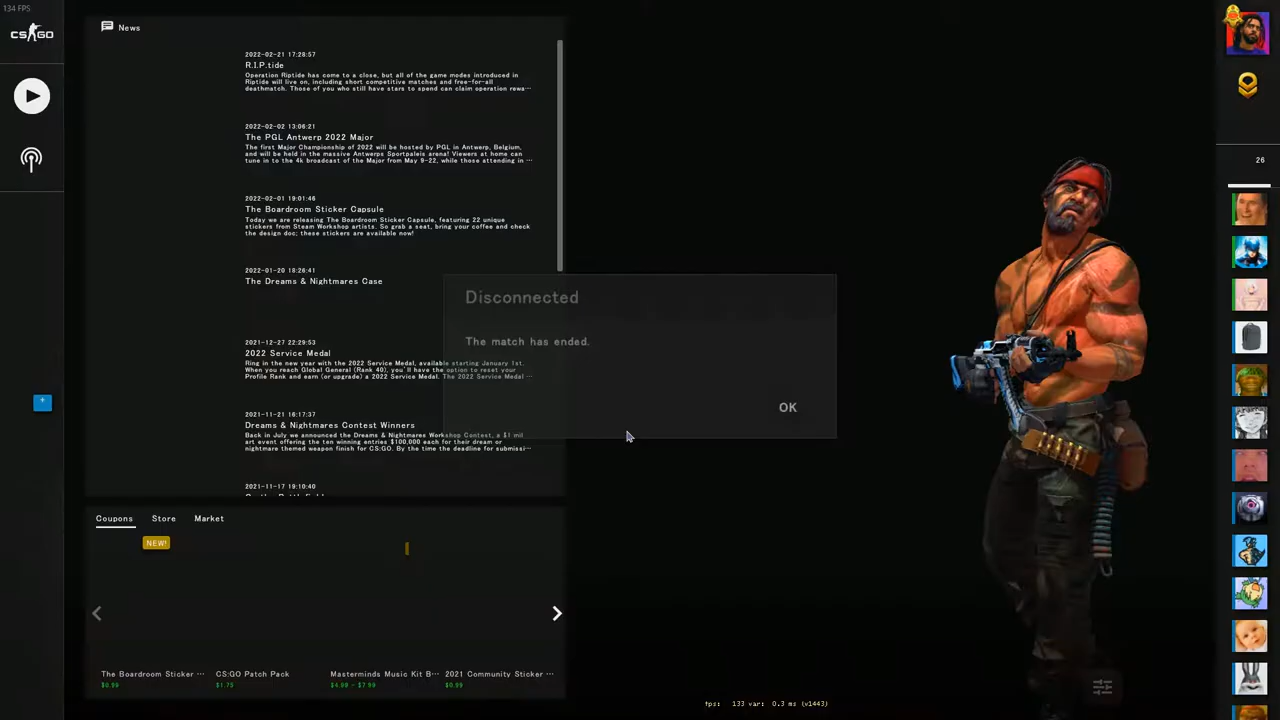 134 FPS
CS:GO
News
2022-02-21 17:28:57
R.I.P.tide
Operation Riptide has come to a close, but all of the game modes introduced in
Riptide will live on, including short competitive matches and free-for-all
deathmatch. Those of you who still have stars to spend can claim operation rewa…
2022-02-02 13:06:21
The PGL Antwerp 2022 Major
The first Major Championship of 2022 will be hosted by PGL in Antwerp, Belgium,
and will be held in the massive Antwerps Sportpaleis arena! Viewers at home can
tune in to the 4k broadcast of the Major from May 9-22, while those attending in …
2022-02-01 19:01:46
The Boardroom Sticker Capsule
Today we are releasing The Boardroom Sticker Capsule, featuring 22 unique
stickers from Steam Workshop artists. So grab a seat, bring your coffee and check
the design doc; these stickers are available now!
2022-01-20 18:26:41
The Dreams & Nightmares Case
2021-12-27 22:29:53
2022 Service Medal
Ring in the new year with the 2022 Service Medal, available starting January 1st.
When you reach Global General (Rank 40), you'll have the option to reset your
Profile Rank and earn (or upgrade) a 2022 Service Medal. The 2022 Service Medal …
2021-11-21 16:17:37
Dreams & Nightmares Contest Winners
Back in July we announced the Dreams & Nightmares Workshop Contest, a $1 mil
art event offering the ten winning entries $100,000 each for their dream or
nightmare themed weapon finish for CS:GO. By the time the deadline for submissi…
2021-11-17 19:10:40
Disconnected
The match has ended.
OK
26
Coupons Store Market
NEW!
The Boardroom Sticker … CS:GO Patch Pack Masterminds Music Kit B… 2021 Community Sticker …
$0.99 $1.75 $4.99 - $7.99 $0.99
fps: 133 var: 0.3 ms (v1443)